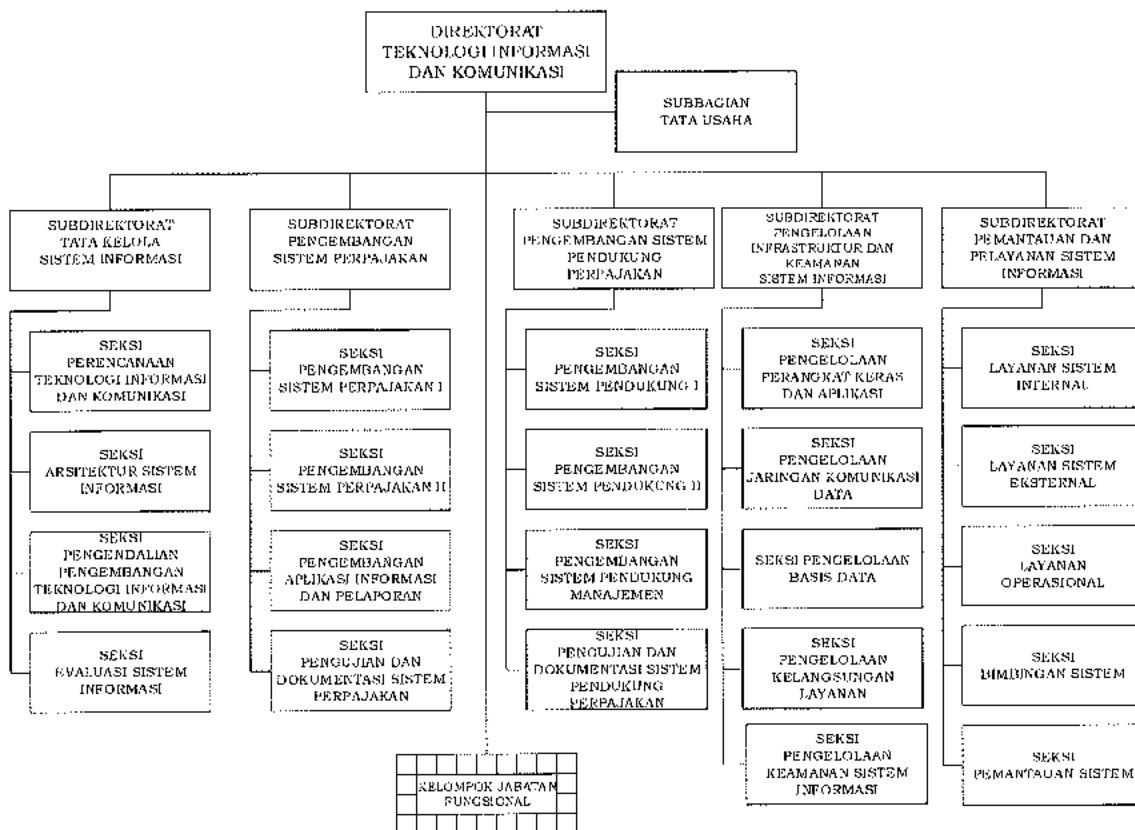 DIREKTORAT
TEKNOLOGI INFORMASI
DAN KOMUNIKASI
SUBBAGIAN
TATA USAHA
SUBDIREKTORAT
TATA KELOLA
SISTEM INFORMASI
SUBDIREKTORAT
PENGEMBANGAN
SISTEM PERPAJAKAN
SUBDIREKTORAT
PENGEMBANGAN SISTEM
PENDUKUNG
PERPAJAKAN
SUBDIREKTORAT
PENGELOLAAN
INFRASTRUKTUR DAN
KEAMANAN
SISTEM INFORMASI
SUBDIREKTORAT
PEMANTAUAN DAN
PELAYANAN SISTEM
INFORMASI
SEKSI
PERENCANAAN
TEKNOLOGI INFORMASI
DAN KOMUNIKASI
SEKSI
PENGEMBANGAN
SISTEM PERPAJAKAN I
SEKSI
PENGEMBANGAN
SISTEM PENDUKUNG I
SEKSI
PENGELOLAAN
PERANGKAT KERAS
DAN APLIKASI
SEKSI
LAYANAN SISTEM
INTERNAL
SEKSI
ARSITEKTUR SISTEM
INFORMASI
SEKSI
PENGEMBANGAN
SISTEM PERPAJAKAN II
SEKSI
PENGEMBANGAN
SISTEM PENDUKUNG II
SEKSI
PENGELOLAAN
JARINGAN KOMUNIKASI
DATA
SEKSI
LAYANAN SISTEM
EKSTERNAL
SEKSI
PENGENDALIAN
PENGEMBANGAN
TEKNOLOGI INFORMASI
DAN KOMUNIKASI
SEKSI
PENGEMBANGAN
APLIKASI INFORMASI
DAN PELAPORAN
SEKSI
PENGEMBANGAN
SISTEM PENDUKUNG
MANAJEMEN
SEKSI PENGELOLAAN
BASIS DATA
SEKSI
LAYANAN
OPERASIONAL
SEKSI
EVALUASI SISTEM
INFORMASI
SEKSI
PENGUJIAN DAN
DOKUMENTASI SISTEM
PERPAJAKAN
SEKSI
PENGUJIAN DAN
DOKUMENTASI SISTEM
PENDUKUNG
PERPAJAKAN
SEKSI
PENGELOLAAN
KELANGSUNGAN
LAYANAN
SEKSI
BIMBINGAN SISTEM
SEKSI
PENGELOLAAN
KEAMANAN SISTEM
INFORMASI
SEKSI
PEMANTAUAN SISTEM
KELOMPOK JABATAN
FUNGSIONAL